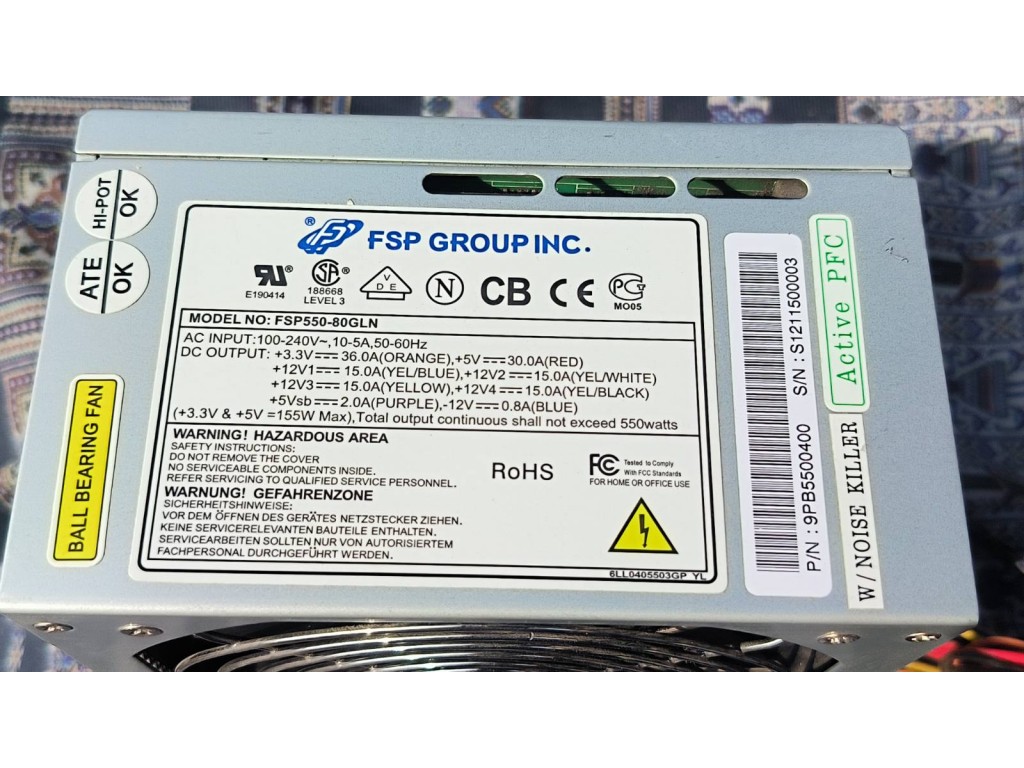 HI-POT
OK
ATE
OK
BALL BEARING FAN
® FSP GROUP INC.
® ®
E190414
188668
LEVEL 3
V
D E
N
CB
CE
PG
MO05
MODEL NO: FSP550-80GLN
AC INPUT:100-240V~,10-5A,50-60Hz
DC OUTPUT: +3.3V⎓36.0A(ORANGE),+5V⎓30.0A(RED)
+12V1⎓15.0A(YEL/BLUE),+12V2⎓15.0A(YEL/WHITE)
+12V3⎓15.0A(YELLOW),+12V4⎓15.0A(YEL/BLACK)
+5Vsb⎓2.0A(PURPLE),-12V⎓0.8A(BLUE)
(+3.3V & +5V =155W Max),Total output continuous shall not exceed 550watts
WARNING! HAZARDOUS AREA
SAFETY INSTRUCTIONS:
DO NOT REMOVE THE COVER
NO SERVICEABLE COMPONENTS INSIDE.
REFER SERVICING TO QUALIFIED SERVICE PERSONNEL.
WARNUNG! GEFAHRENZONE
SICHERHEITSHINWEISE:
VOR DEM ÖFFNEN DES GERÄTES NETZSTECKER ZIEHEN.
KEINE SERVICERELEVANTEN BAUTEILE ENTHALTEN.
SERVICEARBEITEN SOLLTEN NUR VON AUTORISIERTEM
FACHPERSONAL DURCHGEFÜHRT WERDEN.
RoHS
FC Tested to Comply
With FCC Standards
FOR HOME OR OFFICE USE
6LL0405503GP YL
P/N : 9PB5500400 S/N : S1211500003
Active PFC
W/NOISE KILLER